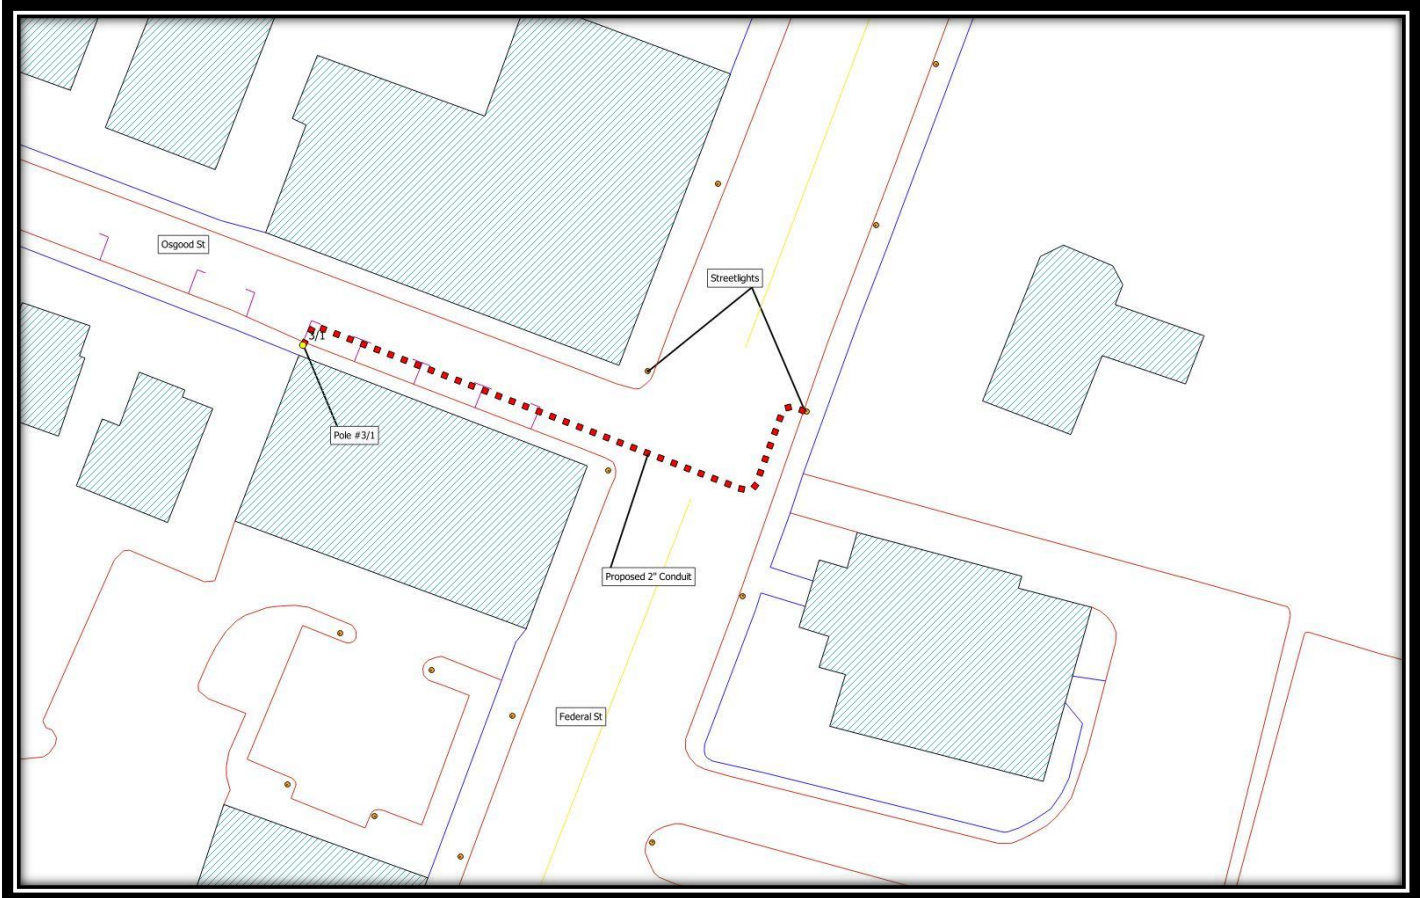 Osgood St
Streetlights
3/1
Pole #3/1
Proposed 2" Conduit
Federal St